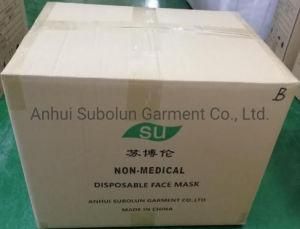 Anhui Subolun Garment Co., Ltd.
B
SU
苏博伦
NON-MEDICAL
DISPOSABLE FACE MASK
ANHUI SUBOLUN GARMENT CO.,LTD.
MADE IN CHINA